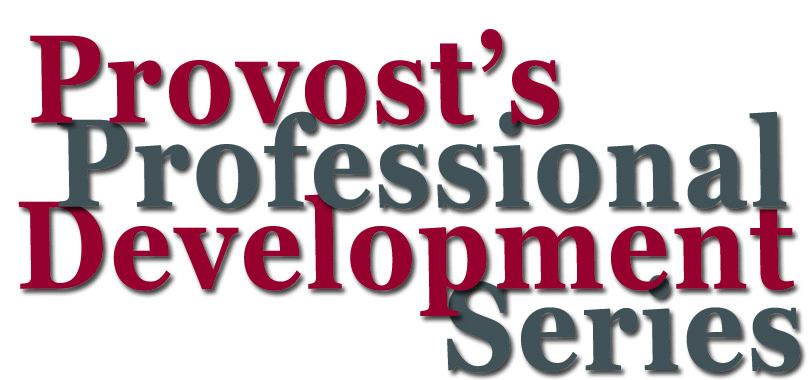 Provost’s
Professional
Development
Series